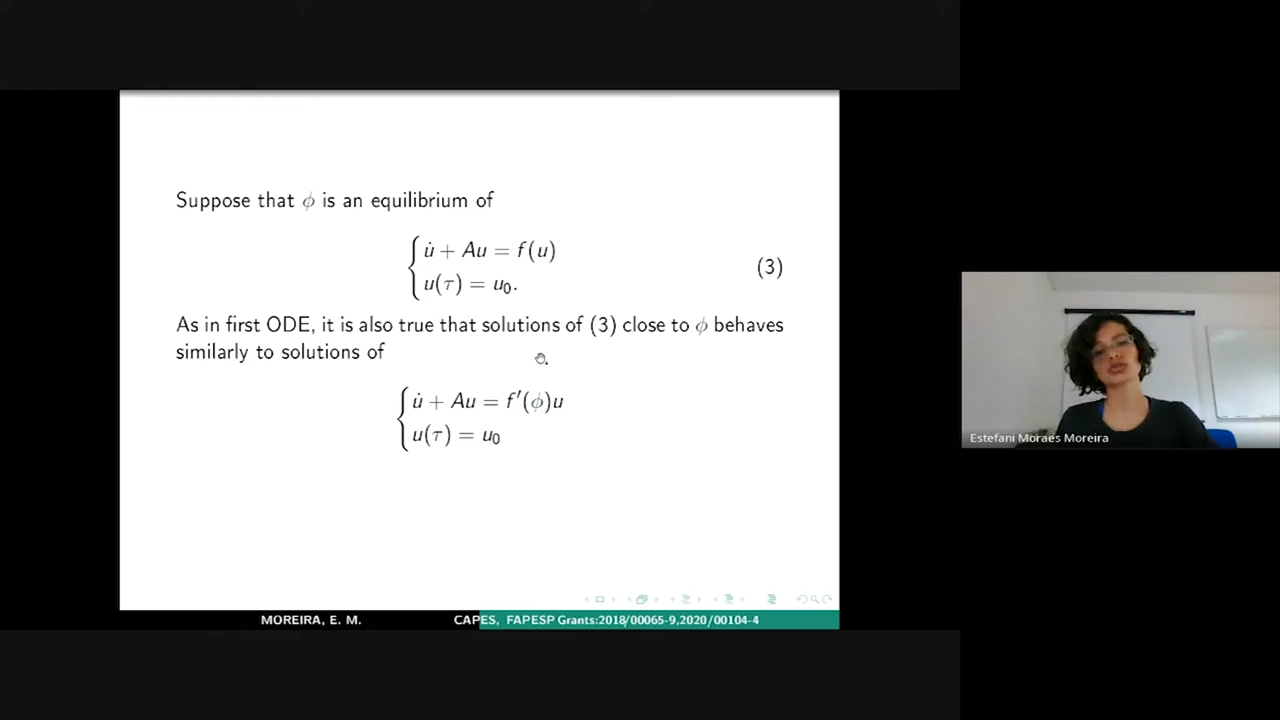 Suppose that ϕ is an equilibrium of
u̇ + Au = f(u)
u(τ) = u₀.
(3)
As in first ODE, it is also true that solutions of (3) close to ϕ behaves
similarly to solutions of
u̇ + Au = f′(ϕ)u
u(τ) = u₀
Estefani Moraes Moreira
MOREIRA, E. M. CAPES, FAPESP Grants:2018/00065-9,2020/00104-4